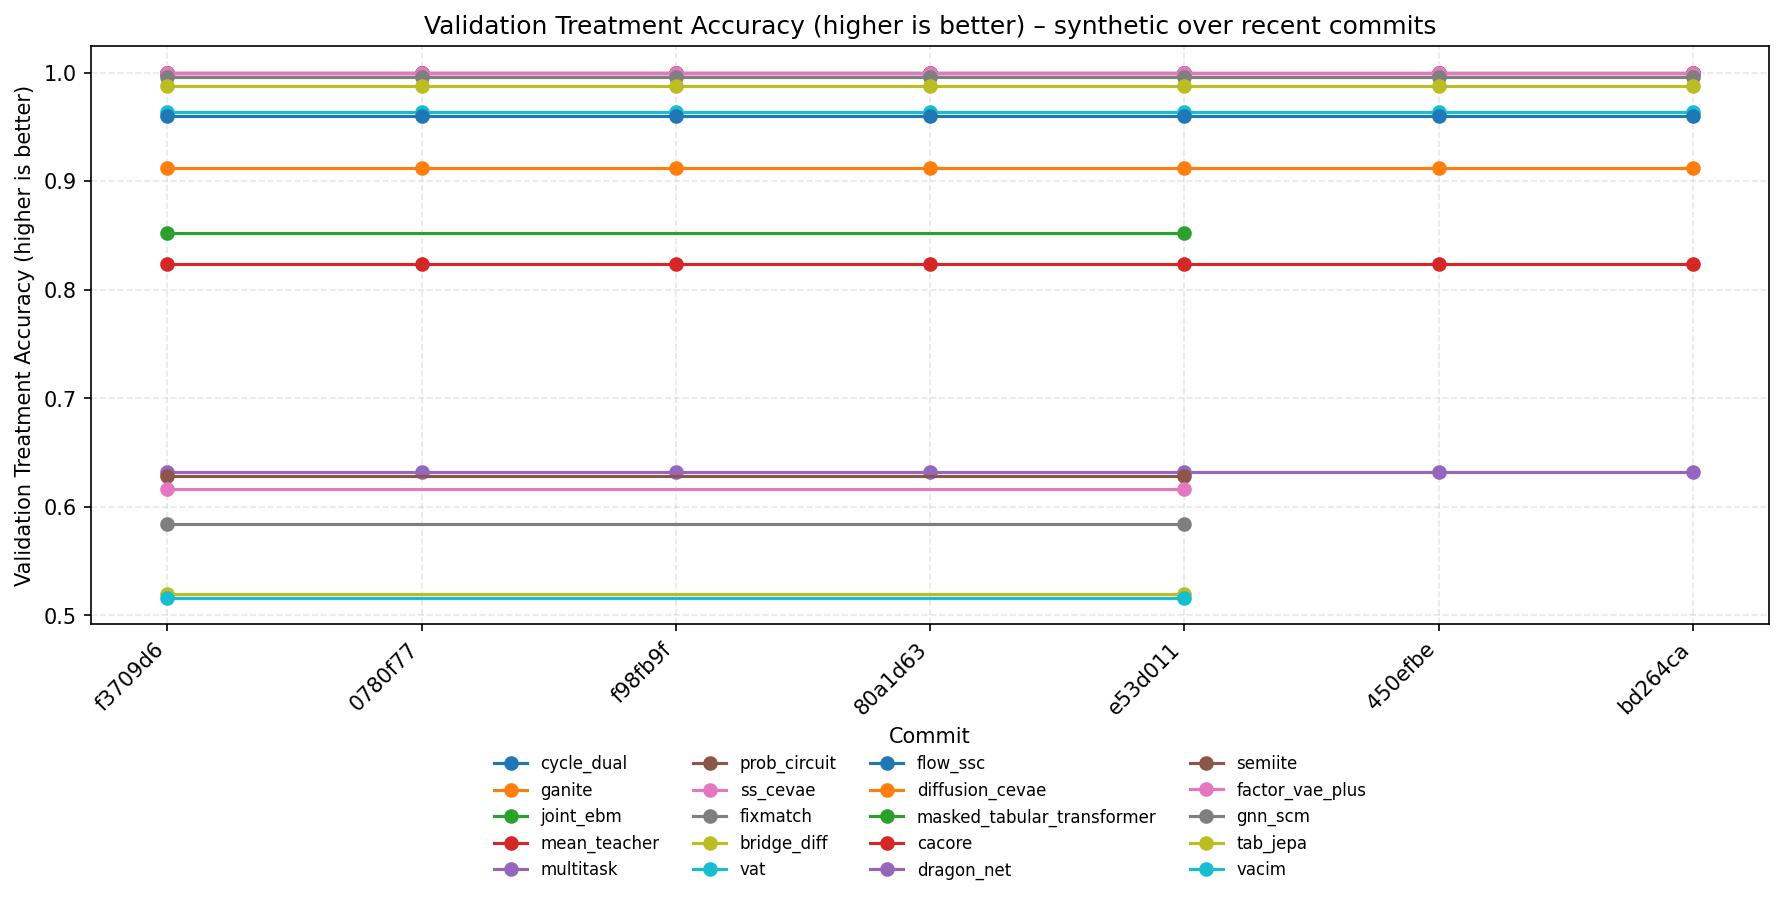 Validation Treatment Accuracy (higher is better) – synthetic over recent commits
Validation Treatment Accuracy (higher is better)
1.0
0.9
0.8
0.7
0.6
0.5
f3709d6
0780f77
f98fb9f
80a1d63
e53d011
450efbe
bd264ca
Commit
cycle_dual
ganite
joint_ebm
mean_teacher
multitask
prob_circuit
ss_cevae
fixmatch
bridge_diff
vat
flow_ssc
diffusion_cevae
masked_tabular_transformer
cacore
dragon_net
semiite
factor_vae_plus
gnn_scm
tab_jepa
vacim